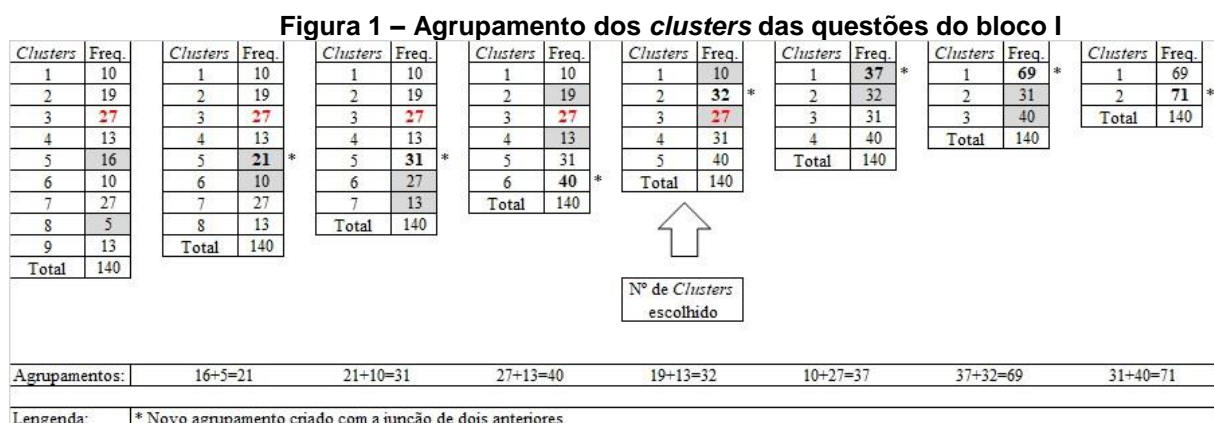 Figura 1 – Agrupamento dos clusters das questões do bloco I
Clusters Freq. Clusters Freq. Clusters Freq. Clusters Freq. Clusters Freq. Clusters Freq. Clusters Freq. Clusters Freq.
1 10 1 10 1 10 1 10 1 10 1 37 * 1 69 * 1 69
2 19 2 19 2 19 2 19 2 32 * 2 32 2 31 2 71 *
3 27 3 27 3 27 3 27 3 27 3 31 3 40 Total 140
4 13 4 13 4 13 4 13 4 31 4 40 Total 140
5 16 5 21 * 5 31 * 5 31 5 40 Total 140
6 10 6 10 6 27 6 40 * Total 140
7 27 7 27 7 13 Total 140
8 5 8 13 Total 140
9 13 Total 140
Total 140
Nº de Clusters
escolhido
Agrupamentos: 16+5=21 21+10=31 27+13=40 19+13=32 10+27=37 37+32=69 31+40=71
Lengenda: * Novo agrupamento criado com a junção de dois anteriores